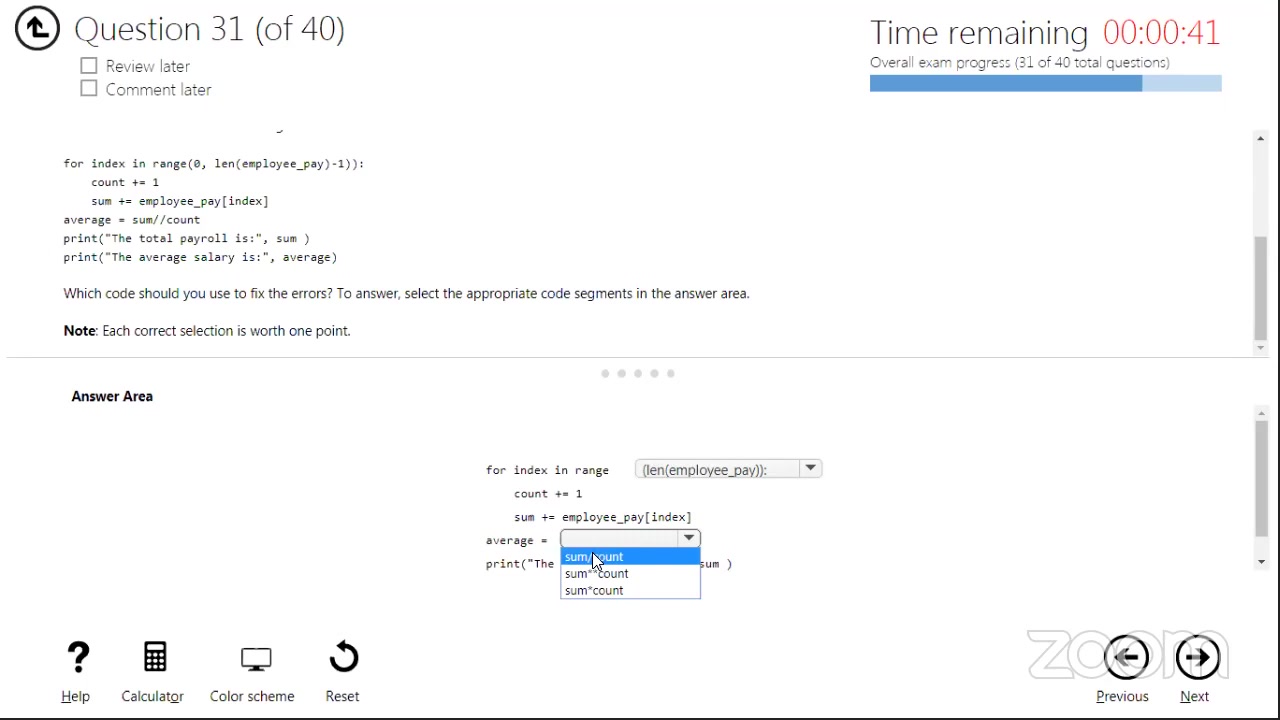 Question 31 (of 40)
Time remaining 00:00:41
Review later
Overall exam progress (31 of 40 total questions)
Comment later
for index in range(0, len(employee_pay)-1)):
count += 1
sum += employee_pay[index]
average = sum//count
print("The total payroll is:", sum )
print("The average salary is:", average)
Which code should you use to fix the errors? To answer, select the appropriate code segments in the answer area.
Note: Each correct selection is worth one point.
Answer Area
for index in range (len(employee_pay)):
count += 1
sum += employee_pay[index]
average =
sum/count
print("The sum )
sum**count
sum*count
zoom
? Help
Calculator
Color scheme
Reset
Previous
Next